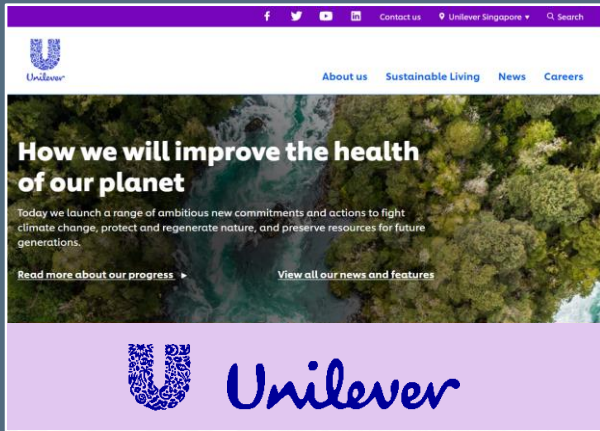 Contact us Unilever Singapore Search
Unilever
About us Sustainable Living News Careers
How we will improve the health
of our planet
Today we launch a range of ambitious new commitments and actions to fight
climate change, protect and regenerate nature, and preserve resources for future
generations.
Read more about our progress View all our news and features
Unilever